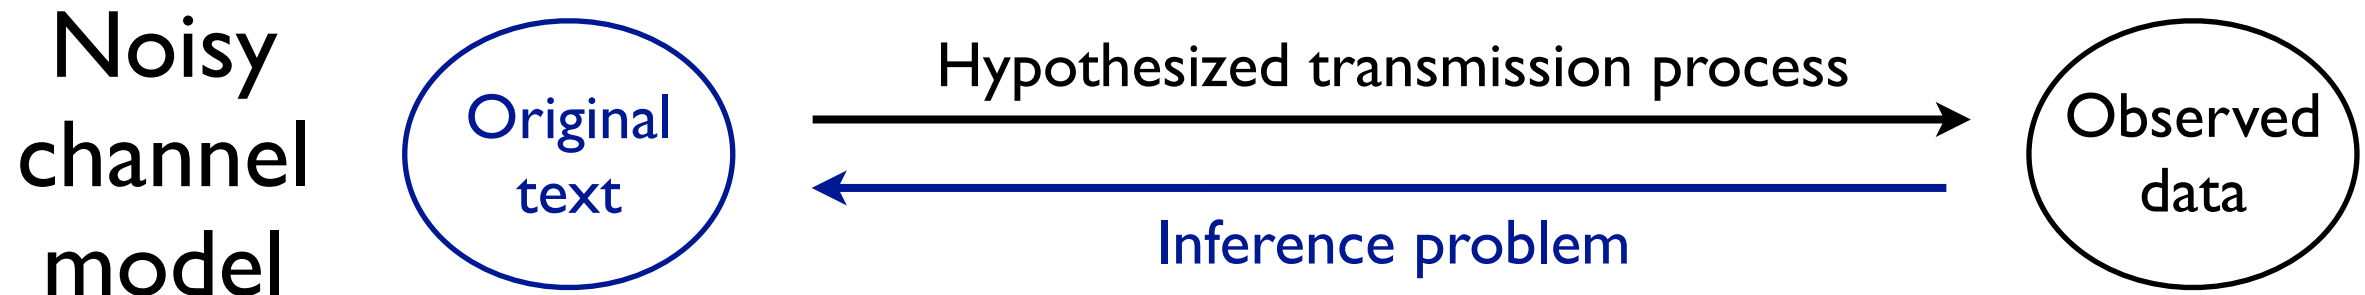 Noisy
channel
model
Original
text
Hypothesized transmission process
Inference problem
Observed
data